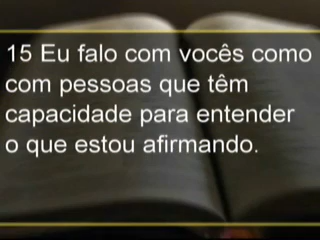 15 Eu falo com vocês como
com pessoas que têm
capacidade para entender
o que estou afirmando.